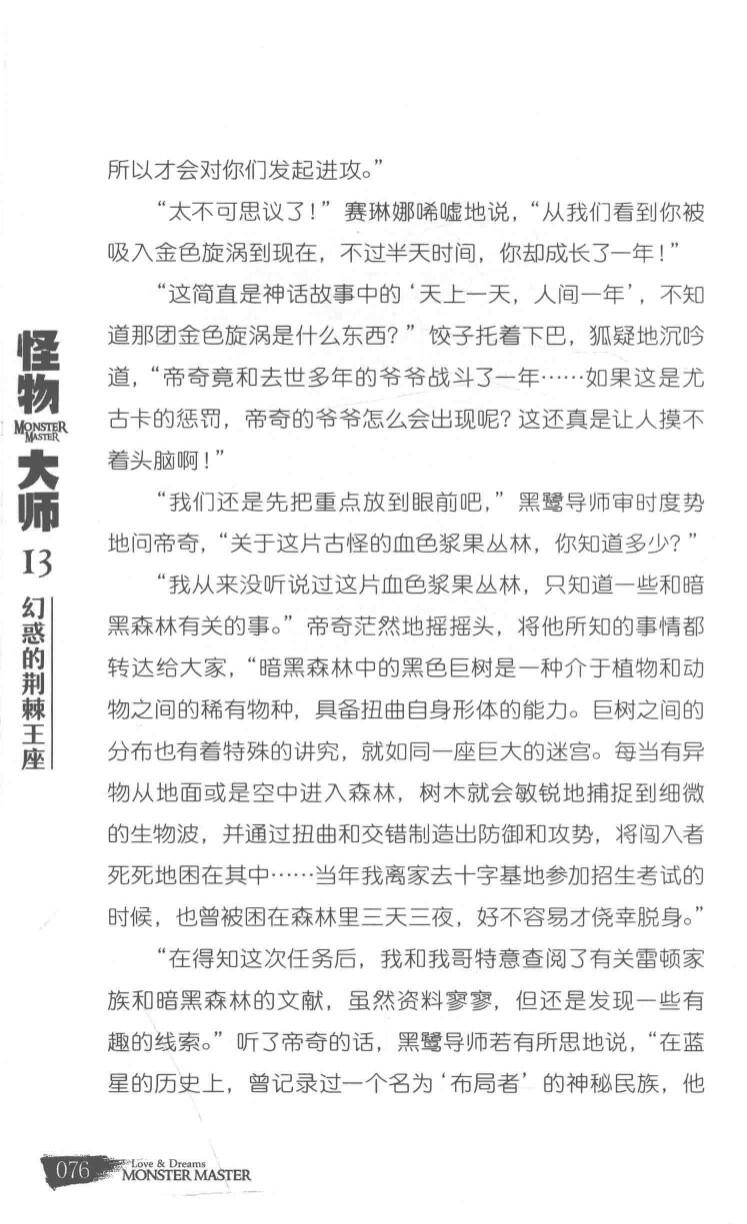 所以才会对你们发起进攻。”
“太不可思议了！”赛琳娜唏嘘地说，“从我们看到你被
吸入金色旋涡到现在，不过半天时间，你却成长了一年！”
“这简直是神话故事中的‘天上一天，人间一年’，不知
道那团金色旋涡是什么东西？”饺子托着下巴，狐疑地沉吟
道，“帝奇竟和去世多年的爷爷战斗了一年……如果这是尤
古卡的惩罚，帝奇的爷爷怎么会出现呢？这还真是让人摸不
着头脑啊！”
“我们还是先把重点放到眼前吧，”黑鹭导师审时度势
地问帝奇，“关于这片古怪的血色浆果丛林，你知道多少？”
“我从来没听说过这片血色浆果丛林，只知道一些和暗
黑森林有关的事。”帝奇茫然地摇摇头，将他所知的事情都
转达给大家，“暗黑森林中的黑色巨树是一种介于植物和动
物之间的稀有物种，具备扭曲自身形体的能力。巨树之间的
分布也有着特殊的讲究，就如同一座巨大的迷宫。每当有异
物从地面或是空中进入森林，树木就会敏锐地捕捉到细微
的生物波，并通过扭曲和交错制造出防御和攻势，将闯入者
死死地困在其中……当年我离家去十字基地参加招生考试的
时候，也曾被困在森林里三天三夜，好不容易才侥幸脱身。”
“在得知这次任务后，我和我哥特意查阅了有关雷顿家
族和暗黑森林的文献，虽然资料寥寥，但还是发现一些有
趣的线索。”听了帝奇的话，黑鹭导师若有所思地说，“在蓝
星的历史上，曾记录过一个名为‘布局者’的神秘民族，他
怪物
MONSTER
MASTER
大师
13
幻惑的荆棘王座
076
Love & Dreams
MONSTER MASTER